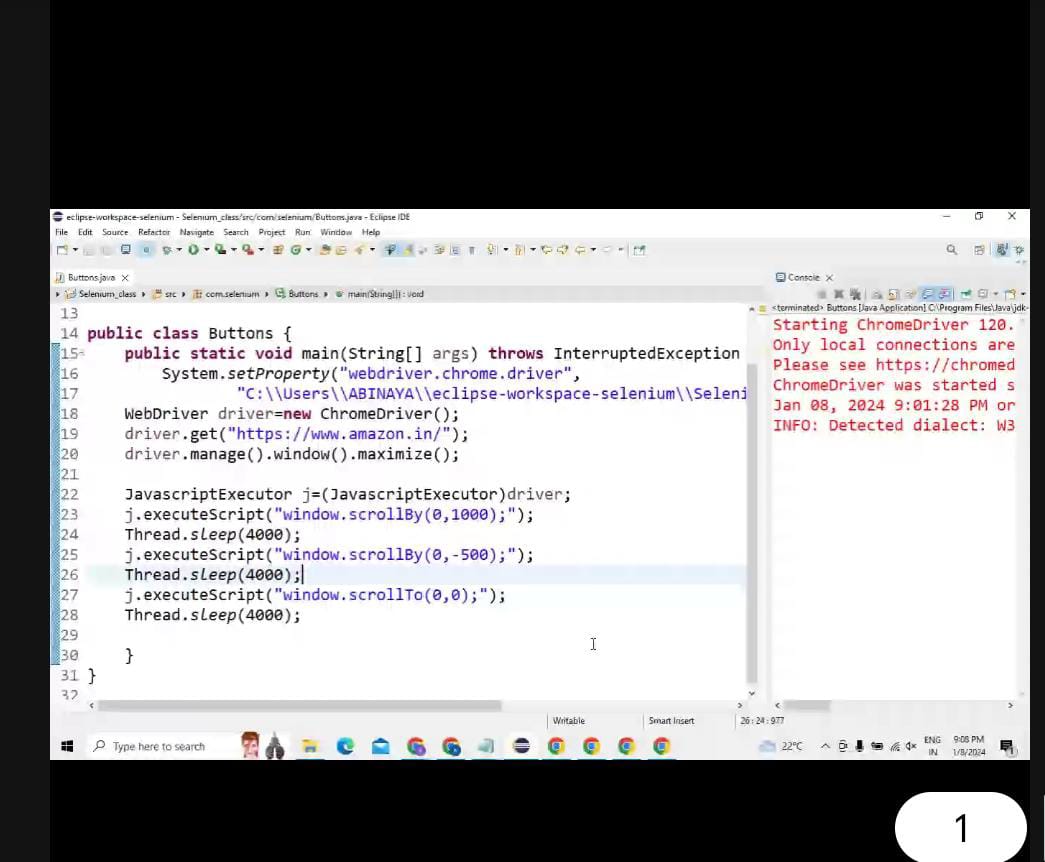 eclipse-workspace-selenium - Selenium_class/src/com/selenium/Buttons.java - Eclipse IDE
File Edit Source Refactor Navigate Search Project Run Window Help
Buttons.java
Console
Selenium_class src com.selenium Buttons main(String[]) : void
<terminated> Buttons [Java Application] C:\Program Files\Java\jdk-
13
14 public class Buttons {
15 public static void main(String[] args) throws InterruptedException
16 System.setProperty("webdriver.chrome.driver",
17 "C:\\Users\\ABINAYA\\eclipse-workspace-selenium\\Seleni
18 WebDriver driver=new ChromeDriver();
19 driver.get("https://www.amazon.in/");
20 driver.manage().window().maximize();
21
22 JavascriptExecutor j=(JavascriptExecutor)driver;
23 j.executeScript("window.scrollBy(0,1000);");
24 Thread.sleep(4000);
25 j.executeScript("window.scrollBy(0,-500);");
26 Thread.sleep(4000);
27 j.executeScript("window.scrollTo(0,0);");
28 Thread.sleep(4000);
29
30 }
31 }
32
Starting ChromeDriver 120.
Only local connections are
Please see https://chromed
ChromeDriver was started s
Jan 08, 2024 9:01:28 PM or
INFO: Detected dialect: W3
Writable Smart Insert 26 : 24 : 977
Type here to search
22°C
ENG
IN
9:08 PM
1/8/2024
1